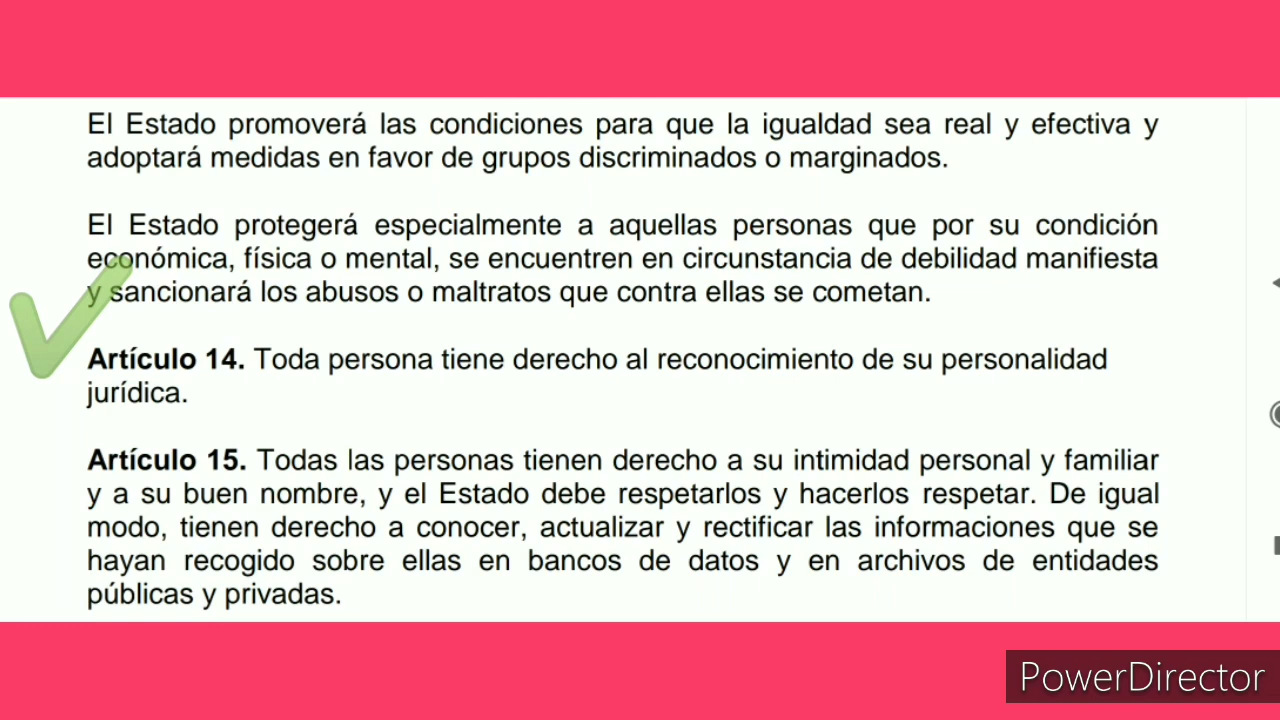 El Estado promoverá las condiciones para que la igualdad sea real y efectiva y
adoptará medidas en favor de grupos discriminados o marginados.
El Estado protegerá especialmente a aquellas personas que por su condición
económica, física o mental, se encuentren en circunstancia de debilidad manifiesta
y sancionará los abusos o maltratos que contra ellas se cometan.
Artículo 14. Toda persona tiene derecho al reconocimiento de su personalidad
jurídica.
Artículo 15. Todas las personas tienen derecho a su intimidad personal y familiar
y a su buen nombre, y el Estado debe respetarlos y hacerlos respetar. De igual
modo, tienen derecho a conocer, actualizar y rectificar las informaciones que se
hayan recogido sobre ellas en bancos de datos y en archivos de entidades
públicas y privadas.
PowerDirector